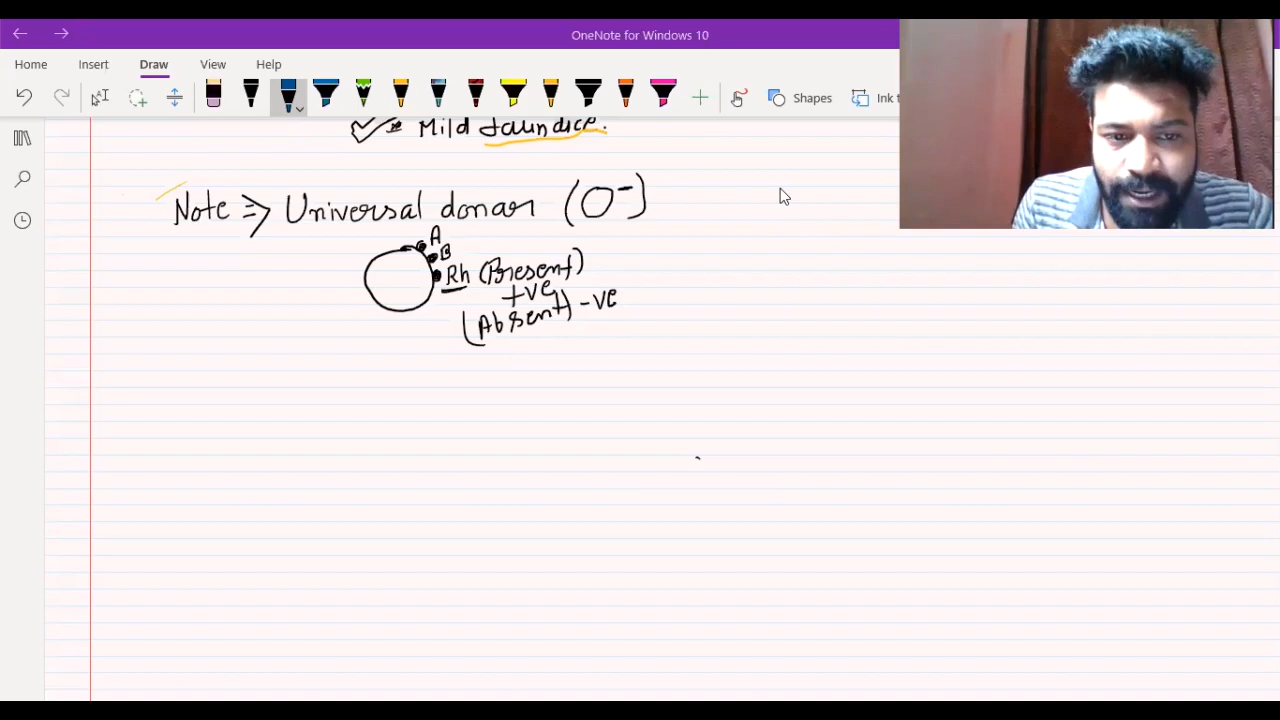 OneNote for Windows 10
Home Insert Draw View Help
Shapes Ink t
Mild Jaundice.
Note => Universal donar (O-)
A
B
Rh (Present)
+ve
(Absent) -ve